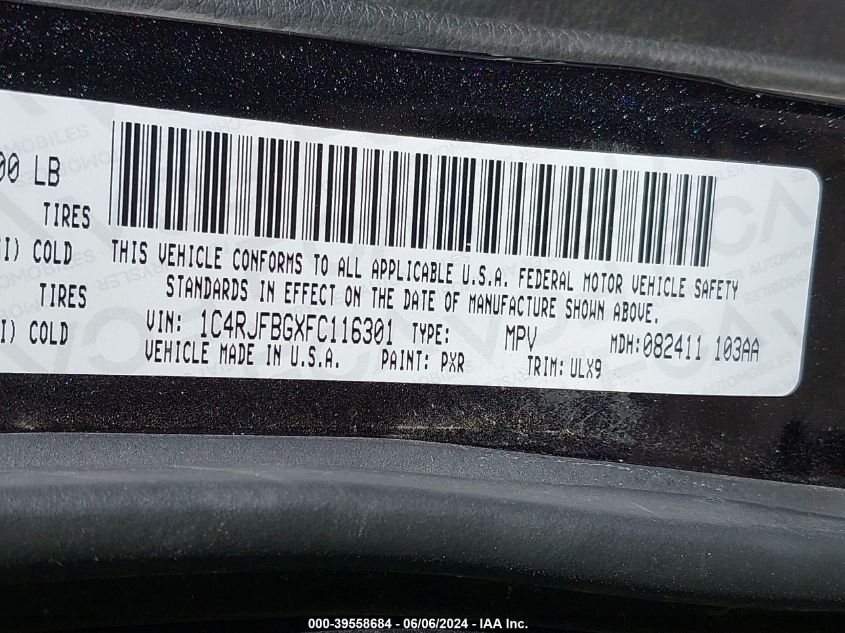 00 LB
TIRES
I) COLD
TIRES
I) COLD
THIS VEHICLE CONFORMS TO ALL APPLICABLE U.S.A. FEDERAL MOTOR VEHICLE SAFETY
STANDARDS IN EFFECT ON THE DATE OF MANUFACTURE SHOWN ABOVE.
VIN: 1C4RJFBGXFC116301 TYPE: MPV MDH:082411 103AA
VEHICLE MADE IN U.S.A. PAINT: PXR TRIM: ULX9
000-39558684 - 06/06/2024 - IAA Inc.